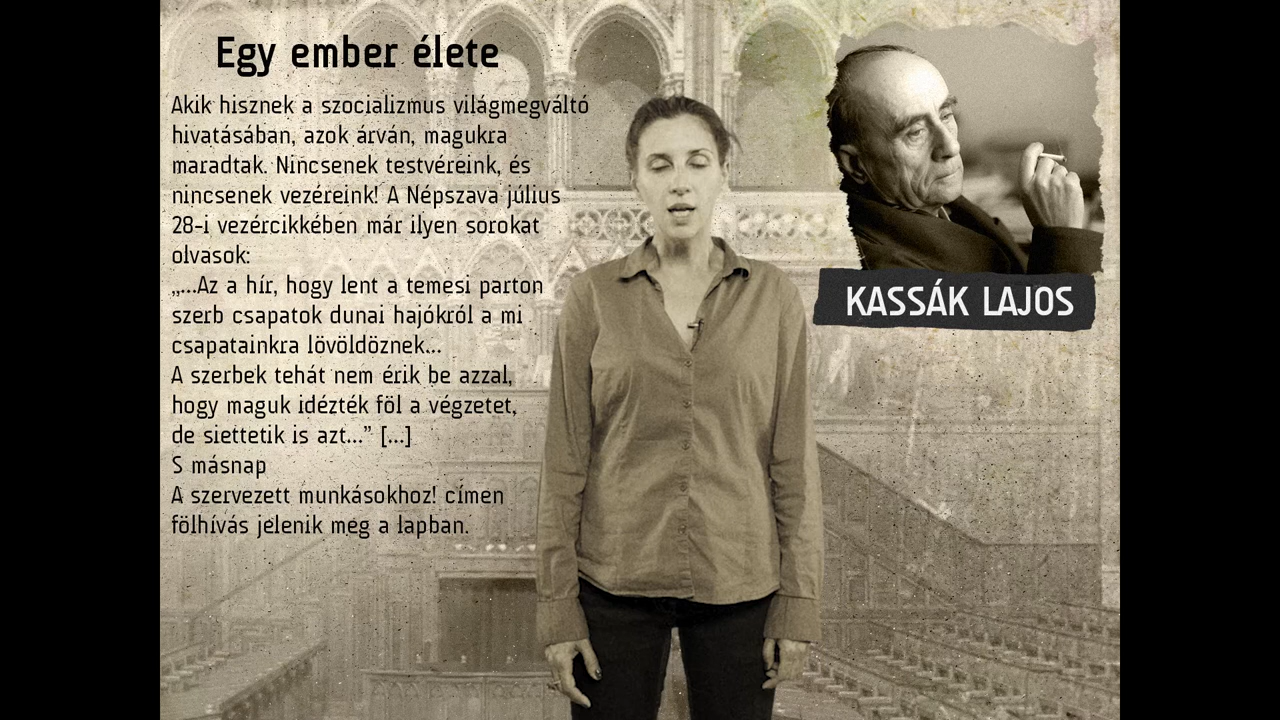 Egy ember élete
Akik hisznek a szocializmus világmegváltó
hivatásában, azok árván, magukra
maradtak. Nincsenek testvéreink, és
nincsenek vezéreink! A Népszava július
28-i vezércikkében már ilyen sorokat
olvasok:
„...Az a hír, hogy lent a temesi parton
szerb csapatok dunai hajókról a mi
csapatainkra lövöldöznek...
A szerbek tehát nem érik be azzal,
hogy maguk idézték föl a végzetet,
de siettetik is azt...” [...]
S másnap
A szervezett munkásokhoz! címen
fölhívás jelenik meg a lapban.
KASSÁK LAJOS